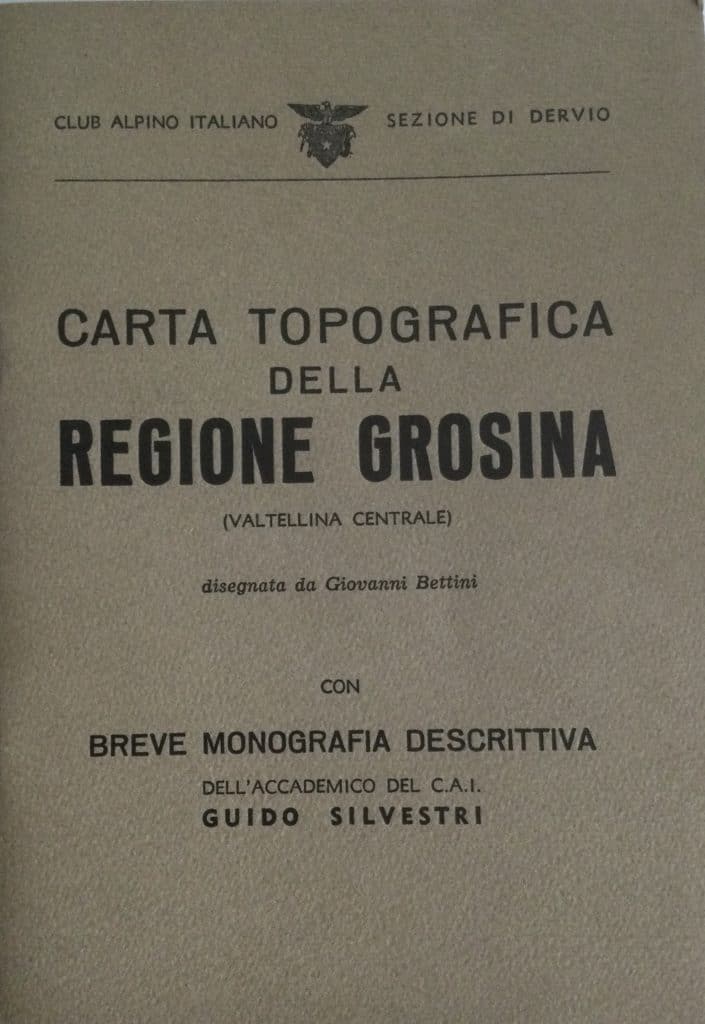 CLUB ALPINO ITALIANO SEZIONE DI DERVIO
CARTA TOPOGRAFICA
DELLA
REGIONE GROSINA
(VALTELLINA CENTRALE)
disegnata da Giovanni Bettini
CON
BREVE MONOGRAFIA DESCRITTIVA
DELL'ACCADEMICO DEL C.A.I.
GUIDO SILVESTRI